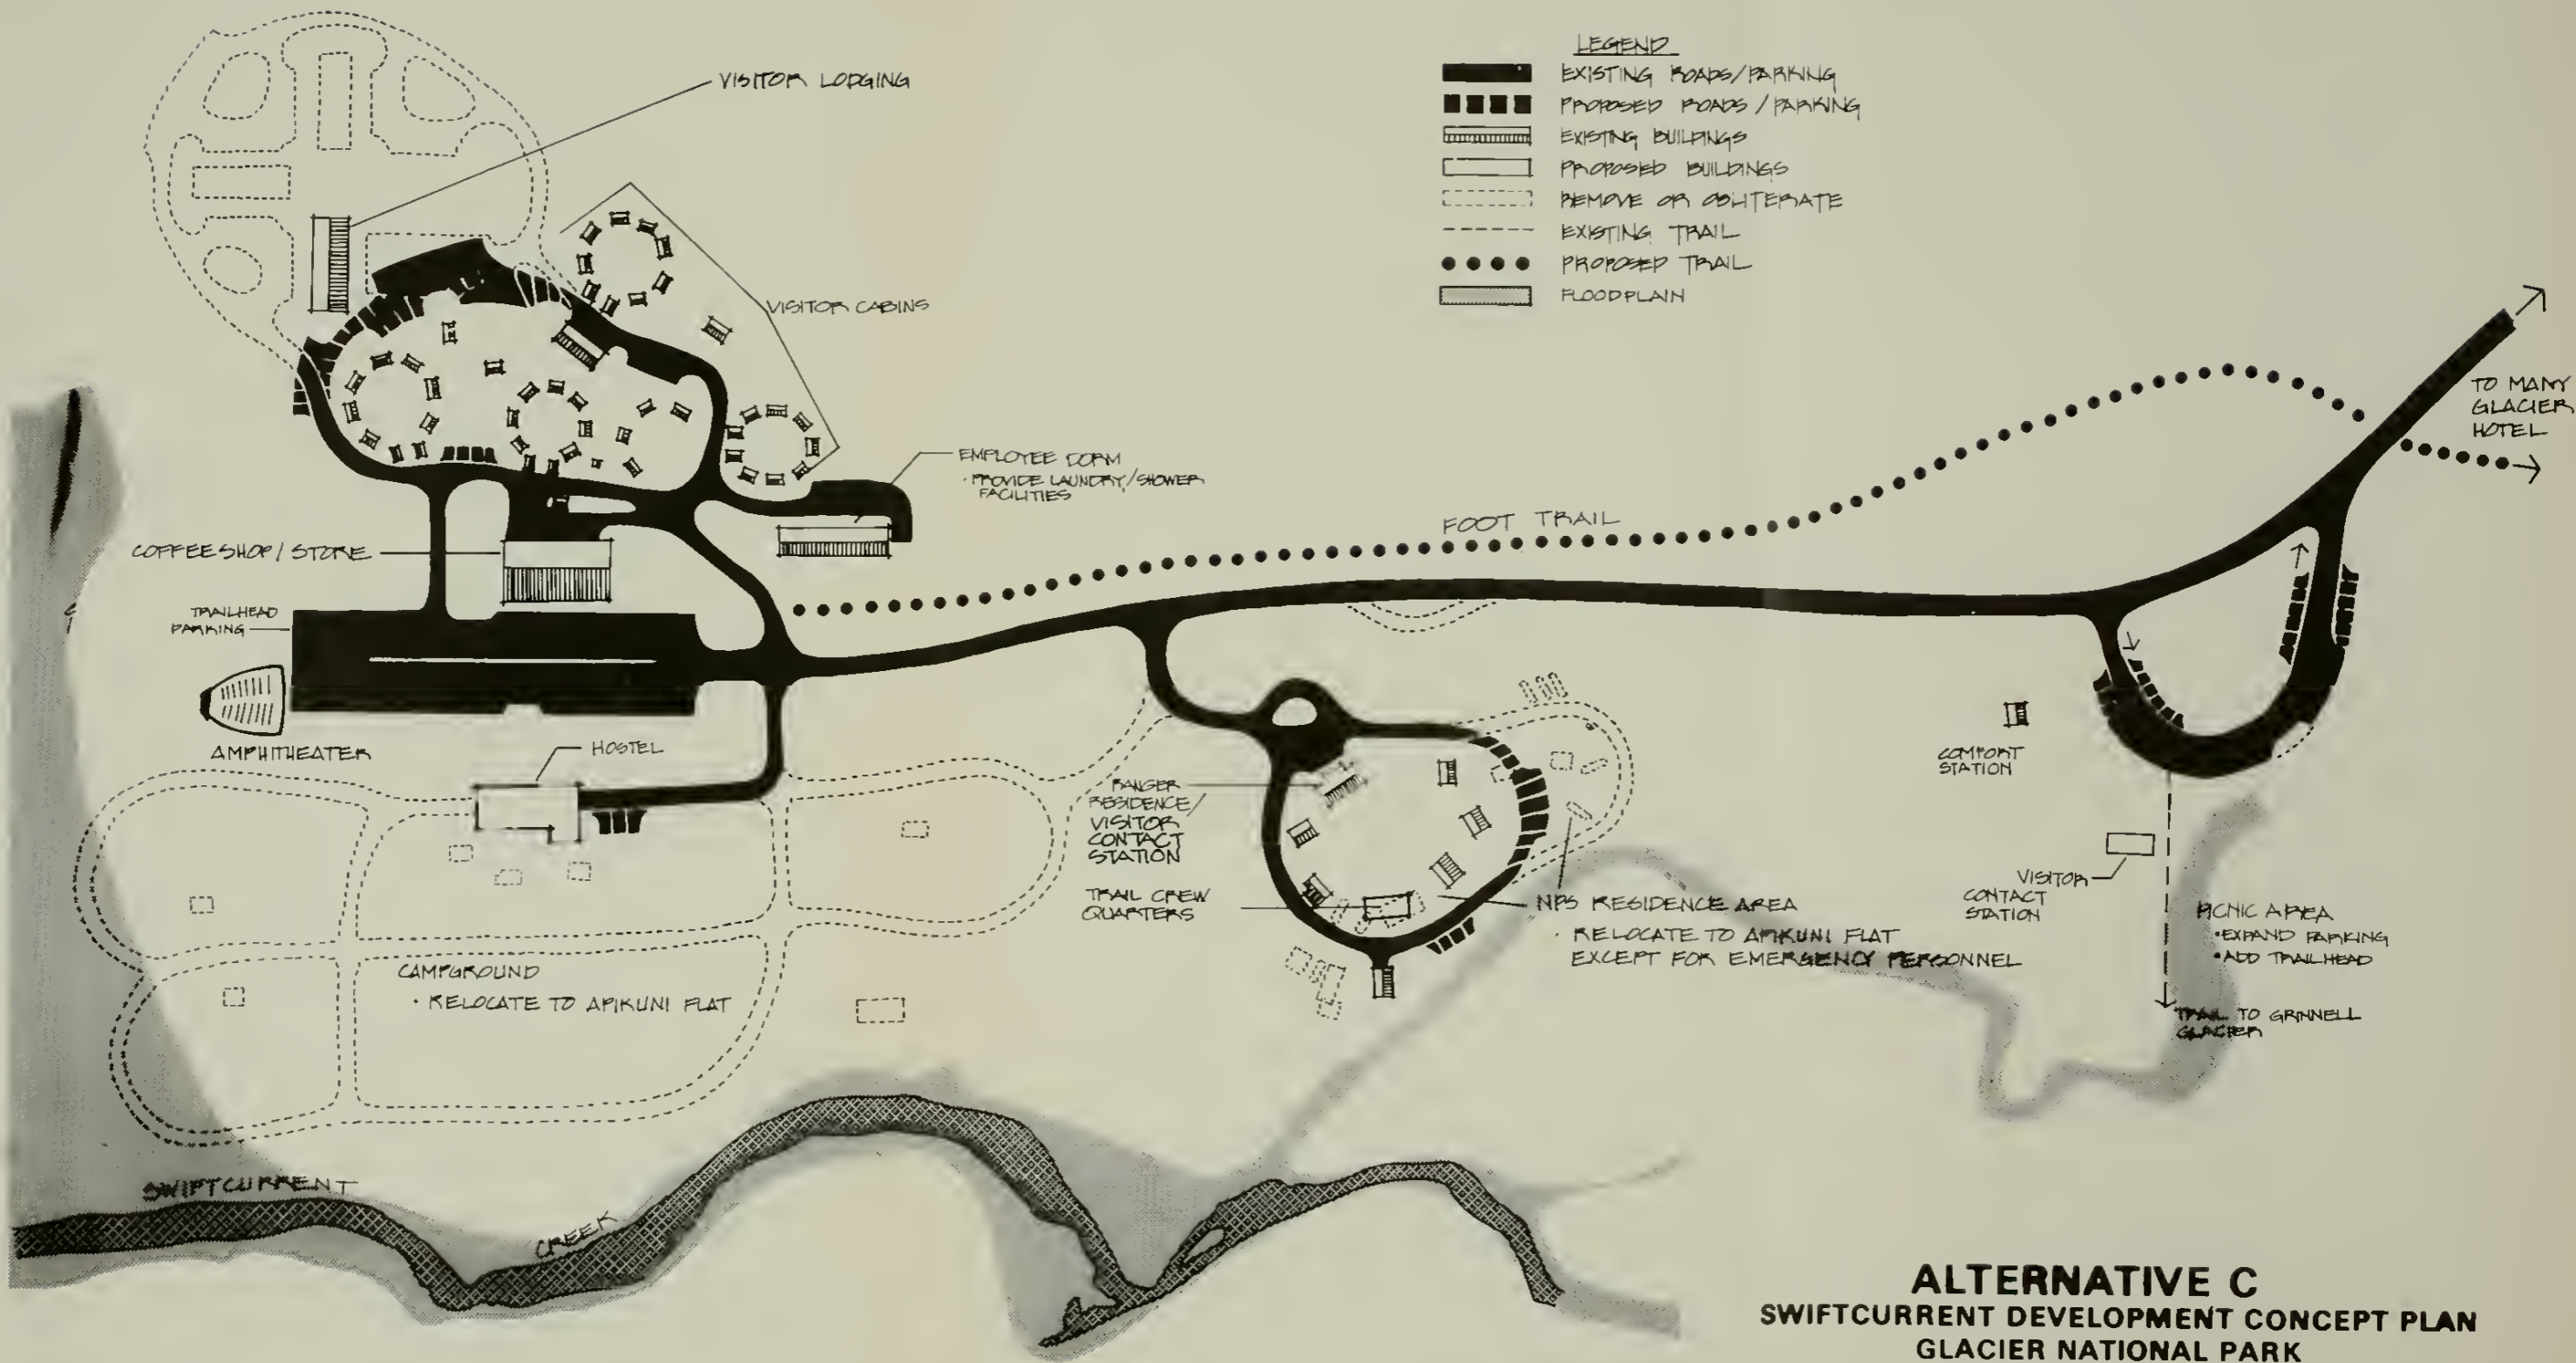 LEGEND
EXISTING ROADS/PARKING
PROPOSED ROADS/PARKING
EXISTING BUILDINGS
PROPOSED BUILDINGS
REMOVE OR OBLITERATE
EXISTING TRAIL
PROPOSED TRAIL
FLOODPLAIN
VISITOR LODGING
VISITOR CABINS
TO MANY
GLACIER
HOTEL
EMPLOYEE DORM
• PROVIDE LAUNDRY/SHOWER
FACILITIES
FOOT TRAIL
COFFEESHOP/STORE
TRAILHEAD
PARKING
AMPHITHEATER
HOSTEL
RANGER
RESIDENCE/
VISITOR
CONTACT
STATION
TRAIL CREW
QUARTERS
NPS RESIDENCE AREA
• RELOCATE TO APIKUNI FLAT
EXCEPT FOR EMERGENCY PERSONNEL
COMFORT
STATION
VISITOR
CONTACT
STATION
PICNIC AREA
•EXPAND PARKING
•ADD TRAILHEAD
TRAIL TO GRINNELL
GLACIER
CAMPGROUND
• RELOCATE TO APIKUNI FLAT
SWIFTCURRENT
CREEK
ALTERNATIVE C
SWIFTCURRENT DEVELOPMENT CONCEPT PLAN
GLACIER NATIONAL PARK